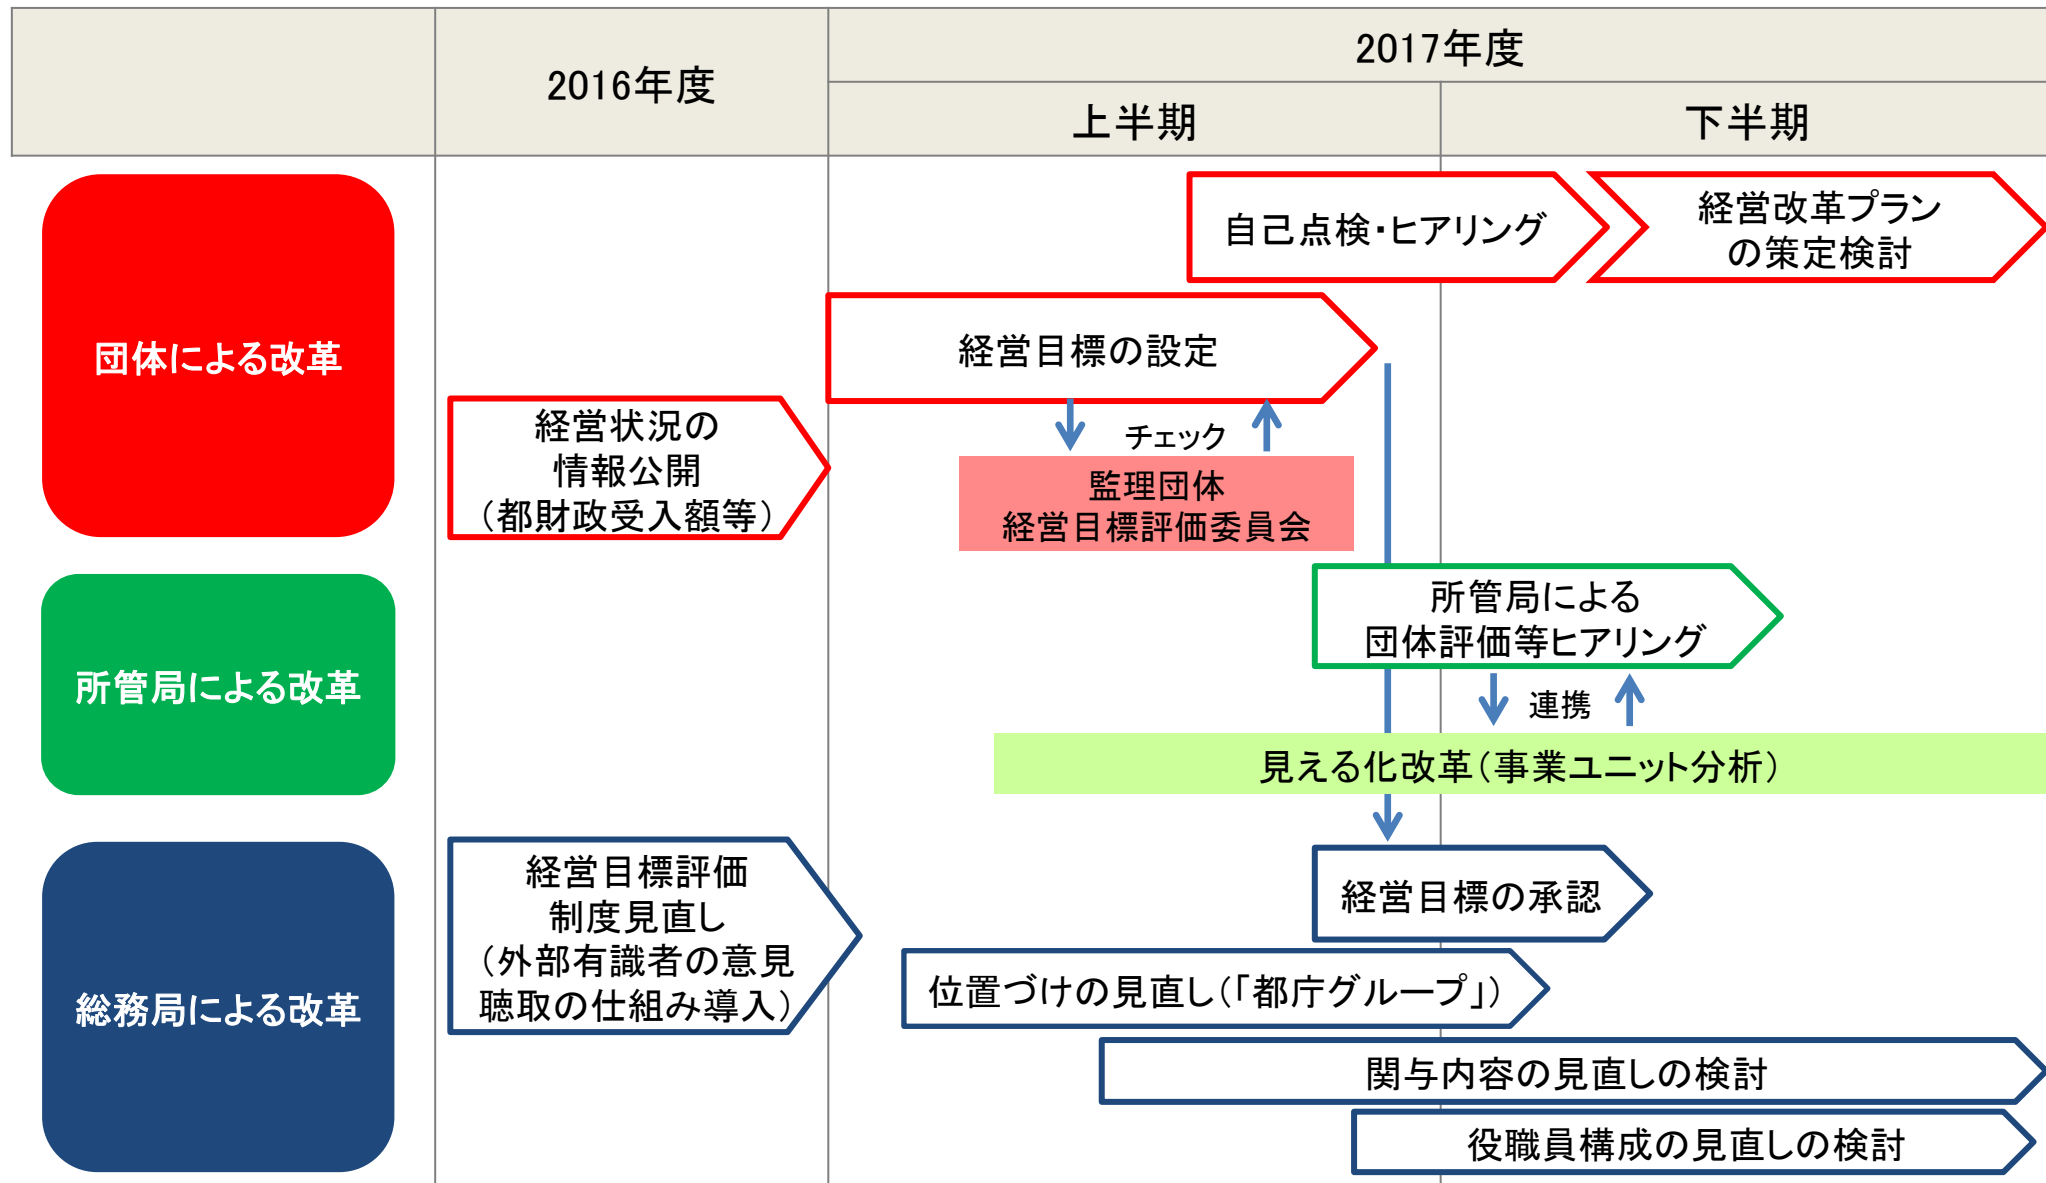 2016年度
2017年度
上半期
下半期
団体による改革
自己点検・ヒアリング
経営改革プラン
の策定検討
経営目標の設定
経営状況の
情報公開
（都財政受入額等）
チェック
監理団体
経営目標評価委員会
所管局による改革
所管局による
団体評価等ヒアリング
連携
見える化改革（事業ユニット分析）
総務局による改革
経営目標評価
制度見直し
（外部有識者の意見
聴取の仕組み導入）
経営目標の承認
位置づけの見直し（「都庁グループ」）
関与内容の見直しの検討
役職員構成の見直しの検討